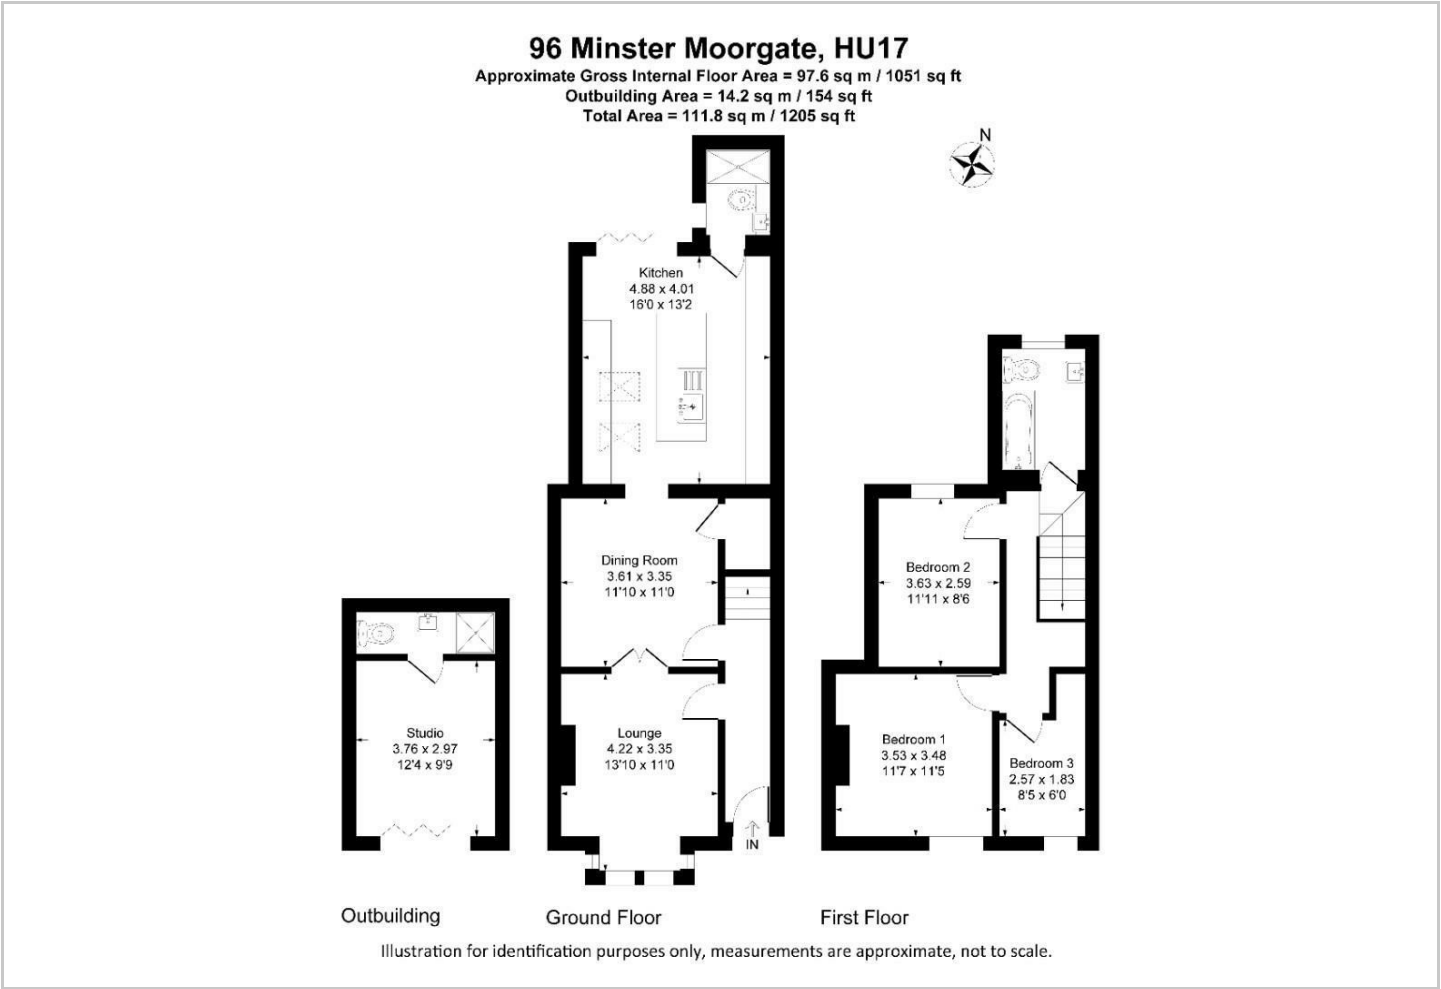 96 Minster Moorgate, HU17
Approximate Gross Internal Floor Area = 97.6 sq m / 1051 sq ft
Outbuilding Area = 14.2 sq m / 154 sq ft
Total Area = 111.8 sq m / 1205 sq ft
N
Kitchen
4.88 x 4.01
16'0 x 13'2
Dining Room
3.61 x 3.35
11'10 x 11'0
Bedroom 2
3.63 x 2.59
11'11 x 8'6
Studio
3.76 x 2.97
12'4 x 9'9
Lounge
4.22 x 3.35
13'10 x 11'0
Bedroom 1
3.53 x 3.48
11'7 x 11'5
Bedroom 3
2.57 x 1.83
8'5 x 6'0
IN
Outbuilding
Ground Floor
First Floor
Illustration for identification purposes only, measurements are approximate, not to scale.